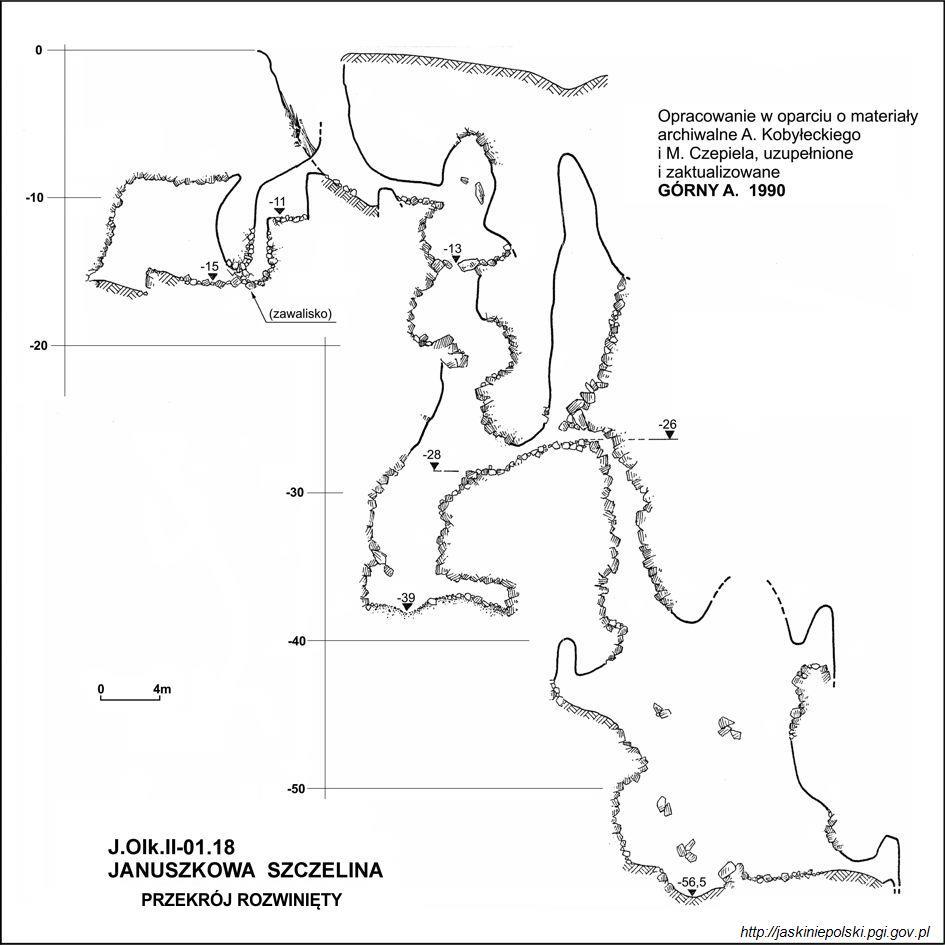 0
Opracowanie w oparciu o materiały
archiwalne A. Kobyłeckiego
i M. Czepiela, uzupełnione
i zaktualizowane
GÓRNY A. 1990
-10
-11
-13
-15
(zawalisko)
-20
-26
-28
-30
-39
-40
0 4m
-50
J.Olk.II-01.18
JANUSZKOWA SZCZELINA
PRZEKRÓJ ROZWINIĘTY
-56,5
http://jaskiniepolski.pgi.gov.pl